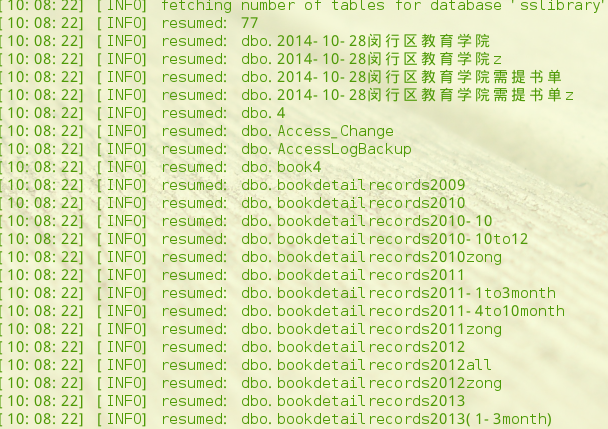 [10:08:22] [INFO] fetching number of tables for database 'sslibrary'
[10:08:22] [INFO] resumed: 77
[10:08:22] [INFO] resumed: dbo.2014-10-28闵行区教育学院
[10:08:22] [INFO] resumed: dbo.2014-10-28闵行区教育学院z
[10:08:22] [INFO] resumed: dbo.2014-10-28闵行区教育学院需提书单
[10:08:22] [INFO] resumed: dbo.2014-10-28闵行区教育学院需提书单z
[10:08:22] [INFO] resumed: dbo.4
[10:08:22] [INFO] resumed: dbo.Access_Change
[10:08:22] [INFO] resumed: dbo.AccessLogBackup
[10:08:22] [INFO] resumed: dbo.book4
[10:08:22] [INFO] resumed: dbo.bookdetailrecords2009
[10:08:22] [INFO] resumed: dbo.bookdetailrecords2010
[10:08:22] [INFO] resumed: dbo.bookdetailrecords2010-10
[10:08:22] [INFO] resumed: dbo.bookdetailrecords2010-10to12
[10:08:22] [INFO] resumed: dbo.bookdetailrecords2010zong
[10:08:22] [INFO] resumed: dbo.bookdetailrecords2011
[10:08:22] [INFO] resumed: dbo.bookdetailrecords2011-1to3month
[10:08:22] [INFO] resumed: dbo.bookdetailrecords2011-4to10month
[10:08:22] [INFO] resumed: dbo.bookdetailrecords2011zong
[10:08:22] [INFO] resumed: dbo.bookdetailrecords2012
[10:08:22] [INFO] resumed: dbo.bookdetailrecords2012all
[10:08:22] [INFO] resumed: dbo.bookdetailrecords2012zong
[10:08:22] [INFO] resumed: dbo.bookdetailrecords2013
[10:08:22] [INFO] resumed: dbo.bookdetailrecords2013(1-3month)